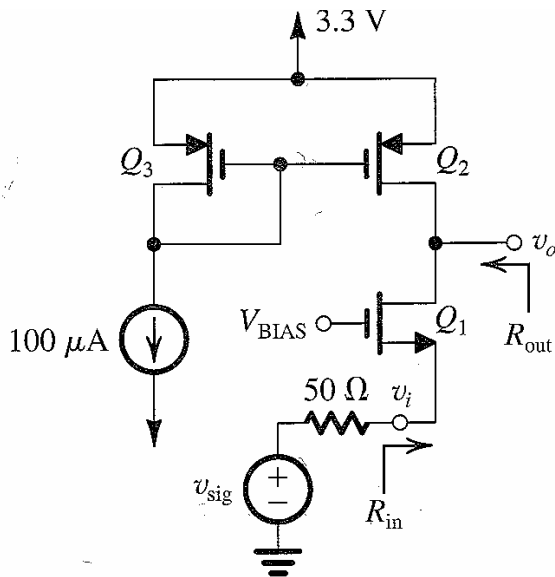 3.3 V
Q3
Q2
vo
100 μA
VBIAS
Q1
Rout
50 Ω
vi
vsig
+
−
Rin